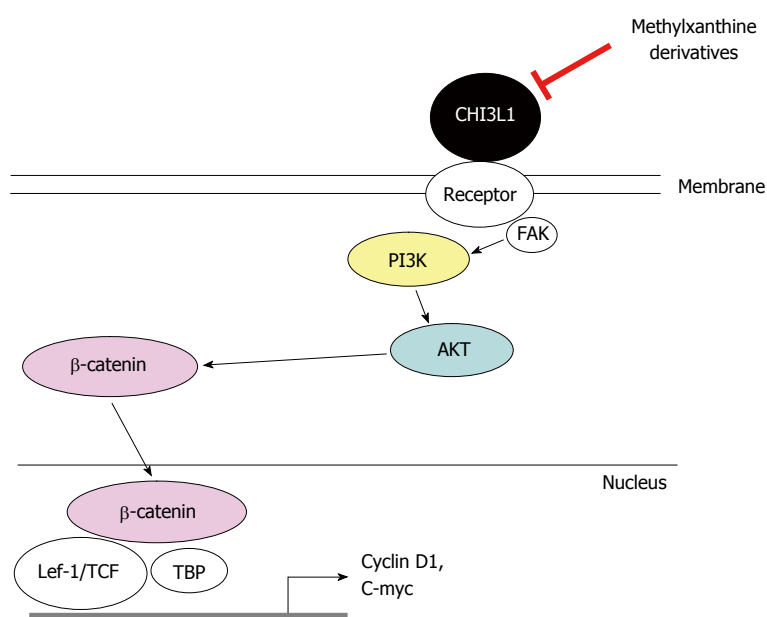 Methylxanthine
derivatives
CHI3L1
Receptor
Membrane
FAK
PI3K
AKT
β-catenin
Nucleus
β-catenin
Lef-1/TCF
TBP
Cyclin D1,
C-myc